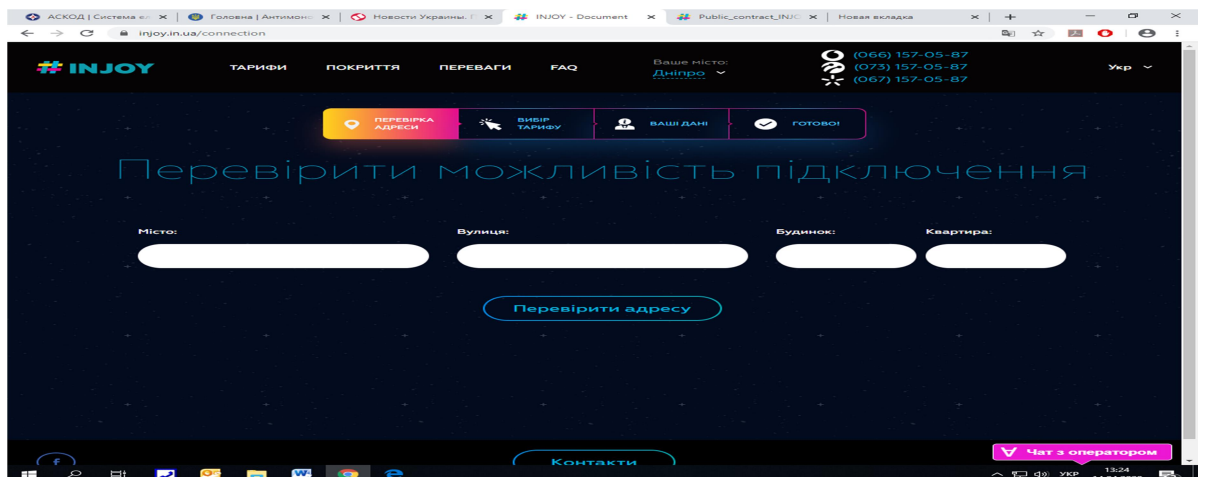 АСКОД | Система ел
Головна | Антимоно
Новости Украины. Г
INJOY - Document
Public_contract_INJO
Новая вкладка
injoy.in.ua/connection
# INJOY
ТАРИФИ
ПОКРИТТЯ
ПЕРЕВАГИ
FAQ
Ваше місто:
Дніпро
(066) 157-05-87
(073) 157-05-87
(067) 157-05-87
Укр
ПЕРЕВІРКА
АДРЕСИ
ВИБІР
ТАРИФУ
ВАШІ ДАНІ
ГОТОВО!
Перевірити можливість підключення
Місто:
Вулиця:
Будинок:
Квартира:
Перевірити адресу
Контакти
Чат з оператором
УКР
13:24